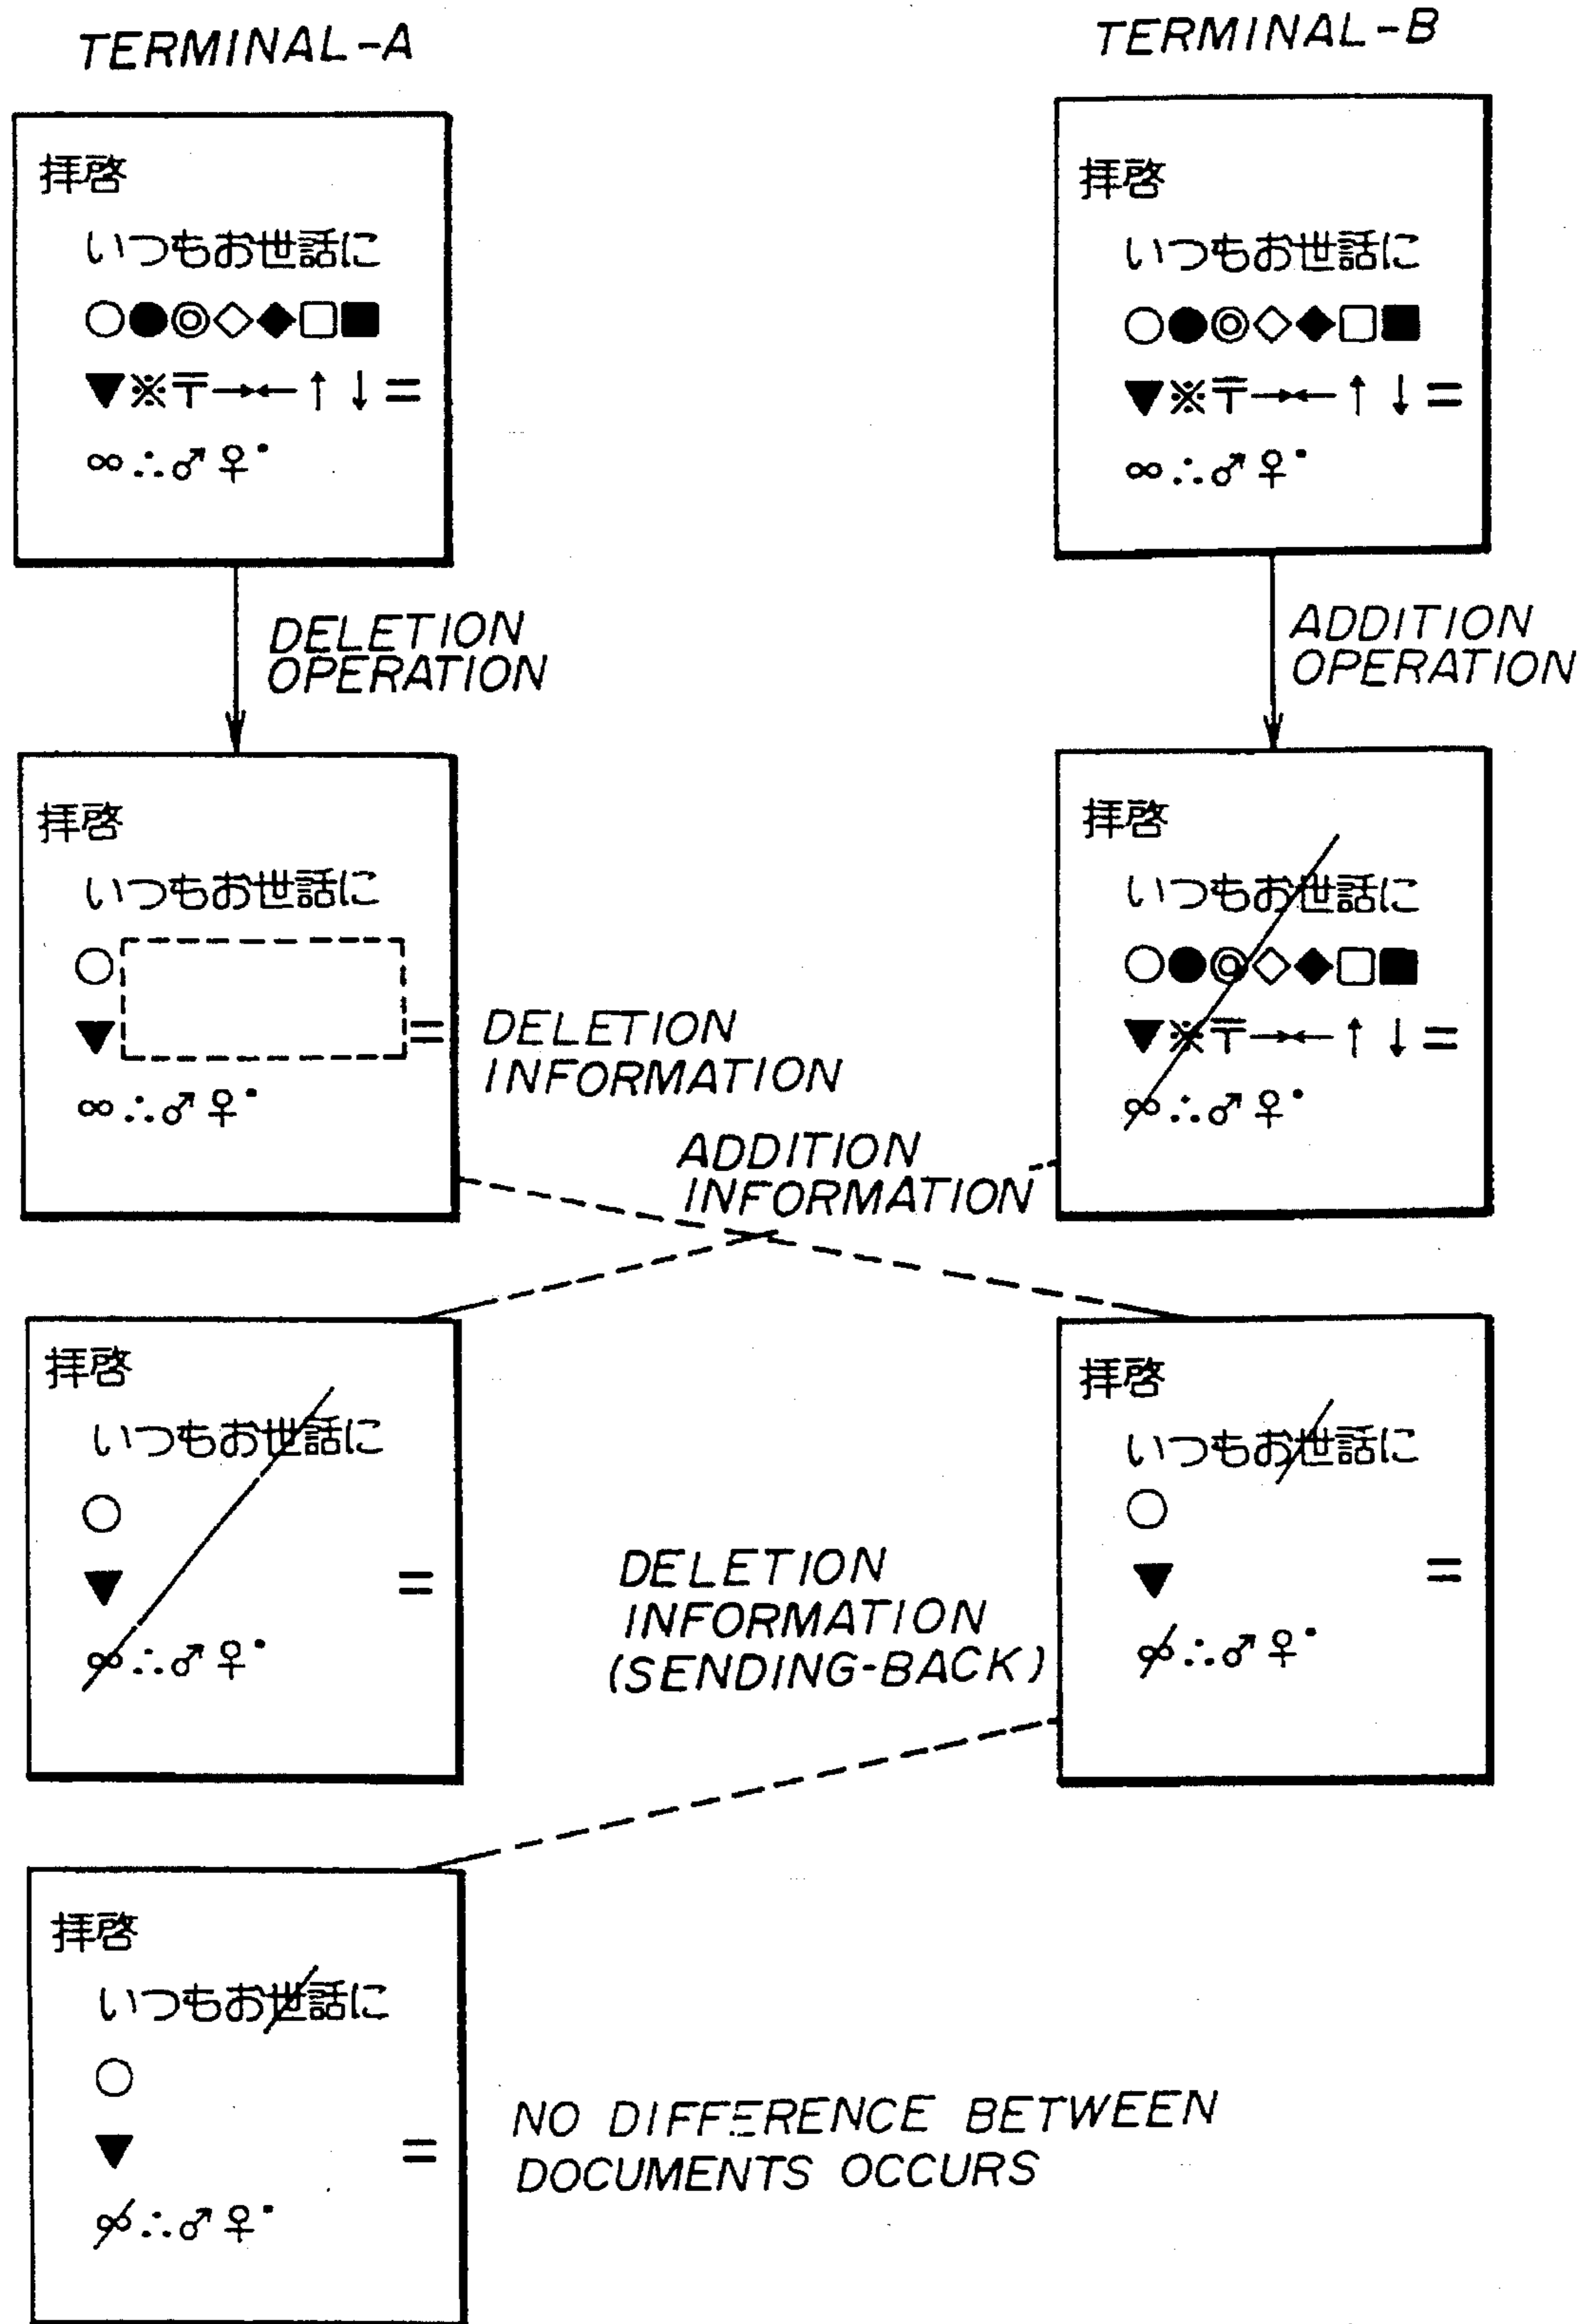 TERMINAL-A
TERMINAL-B
拝啓
いつもお世話に
○●◎◇◆□■
▼※〒→←↑↓=
∞∴♂♀°
拝啓
いつもお世話に
○●◎◇◆□■
▼※〒→←↑↓=
∞∴♂♀°
DELETION
OPERATION
ADDITION
OPERATION
拝啓
いつもお世話に
○
▼ =
∞∴♂♀°
DELETION
INFORMATION
拝啓
いつもお世話に
○●◎◇◆□■
▼※〒→←↑↓=
∞∴♂♀°
ADDITION
INFORMATION
拝啓
いつもお世話に
○
▼ =
∞∴♂♀°
DELETION
INFORMATION
(SENDING-BACK)
拝啓
いつもお世話に
○
▼ =
∞∴♂♀°
拝啓
いつもお世話に
○
▼ =
∞∴♂♀°
NO DIFFERENCE BETWEEN
DOCUMENTS OCCURS